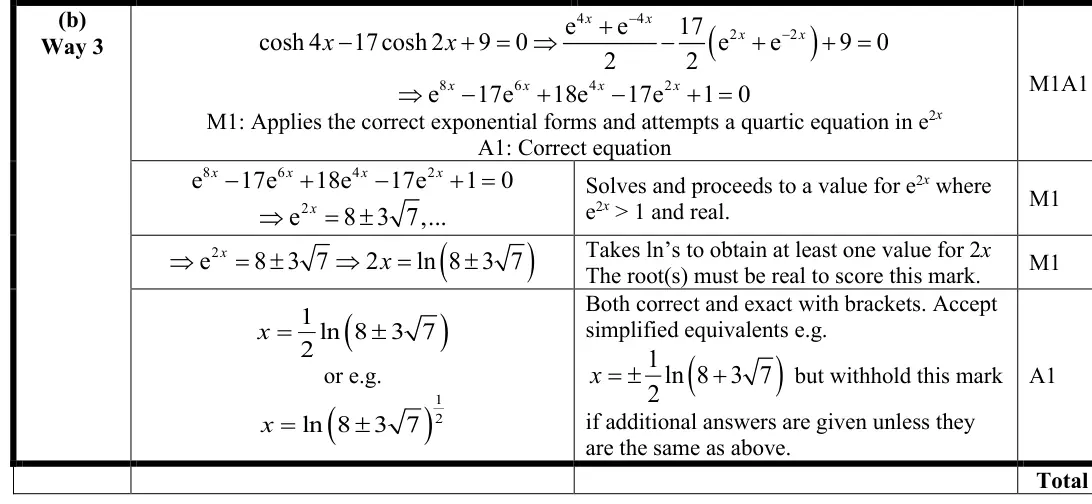 (b)
Way 3
cosh 4x − 17 cosh 2x + 9 = 0 ⇒ (e^{4x} + e^{−4x})/2 − 17/2 (e^{2x} + e^{−2x}) + 9 = 0
⇒ e^{8x} − 17e^{6x} + 18e^{4x} − 17e^{2x} + 1 = 0
M1: Applies the correct exponential forms and attempts a quartic equation in e^{2x}
A1: Correct equation
M1A1
e^{8x} − 17e^{6x} + 18e^{4x} − 17e^{2x} + 1 = 0
⇒ e^{2x} = 8 ± 3√7,...
Solves and proceeds to a value for e^{2x} where
e^{2x} > 1 and real.
M1
⇒ e^{2x} = 8 ± 3√7 ⇒ 2x = ln(8 ± 3√7)
Takes ln’s to obtain at least one value for 2x
The root(s) must be real to score this mark.
M1
x = 1/2 ln(8 ± 3√7)
or e.g.
x = ln(8 ± 3√7)^{1/2}
Both correct and exact with brackets. Accept
simplified equivalents e.g.
x = ± 1/2 ln(8 + 3√7) but withhold this mark
if additional answers are given unless they
are the same as above.
A1
Total